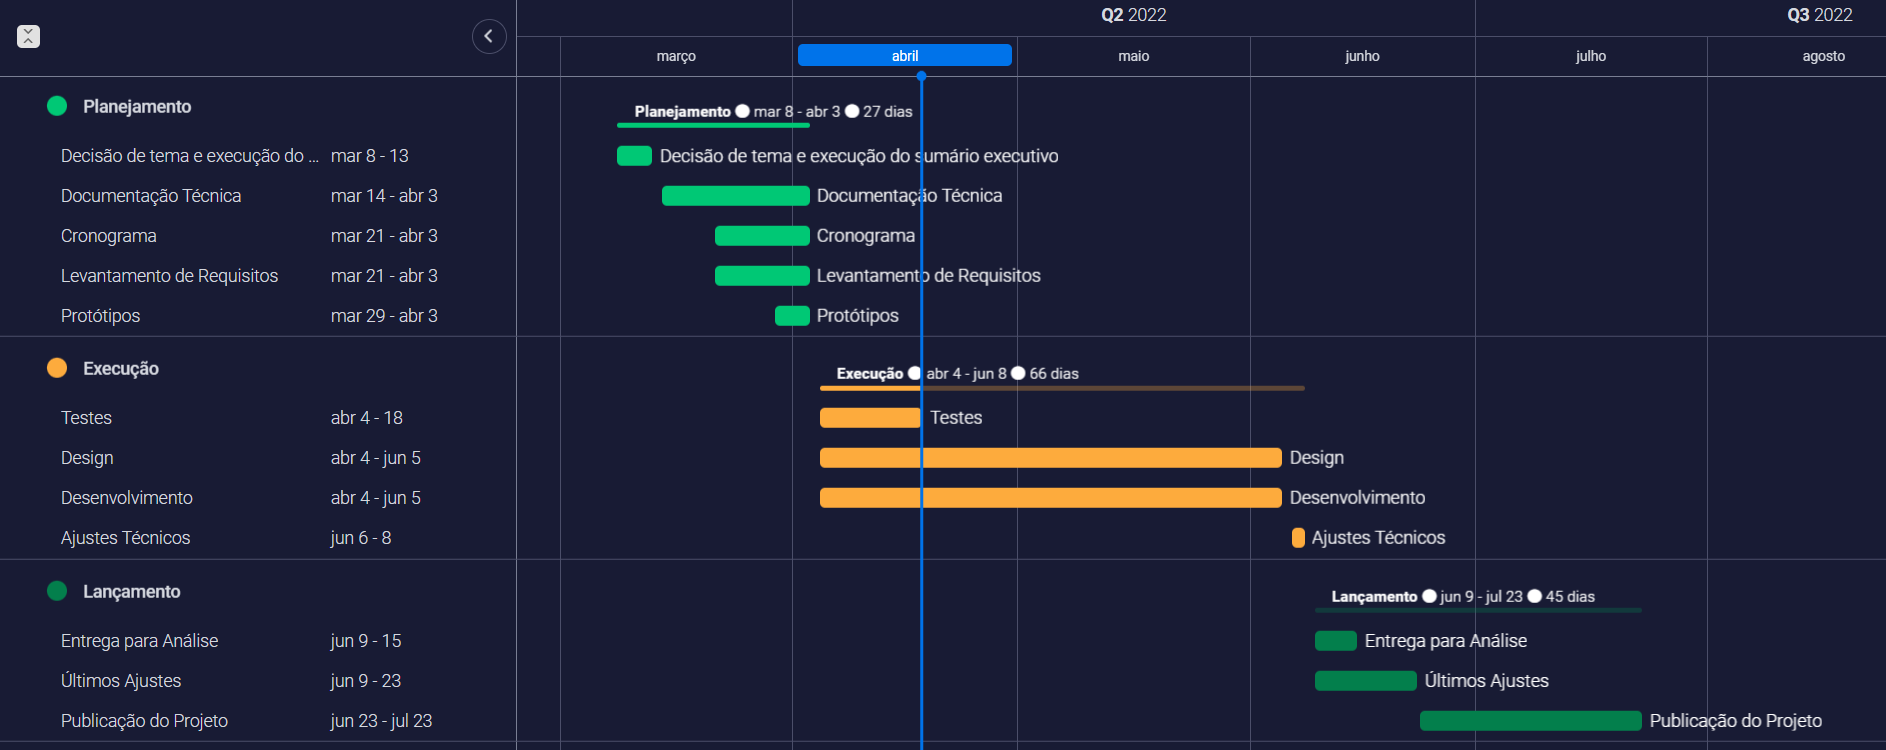 Q2 2022
Q3 2022
março
abril
maio
junho
julho
agosto
Planejamento
Planejamento mar 8 - abr 3 27 dias
Decisão de tema e execução do ... mar 8 - 13
Decisão de tema e execução do sumário executivo
Documentação Técnica mar 14 - abr 3
Documentação Técnica
Cronograma mar 21 - abr 3
Cronograma
Levantamento de Requisitos mar 21 - abr 3
Levantamento de Requisitos
Protótipos mar 29 - abr 3
Protótipos
Execução
Execução abr 4 - jun 8 66 dias
Testes abr 4 - 18
Testes
Design abr 4 - jun 5
Design
Desenvolvimento abr 4 - jun 5
Desenvolvimento
Ajustes Técnicos jun 6 - 8
Ajustes Técnicos
Lançamento
Lançamento jun 9 - jul 23 45 dias
Entrega para Análise jun 9 - 15
Entrega para Análise
Últimos Ajustes jun 9 - 23
Últimos Ajustes
Publicação do Projeto jun 23 - jul 23
Publicação do Projeto